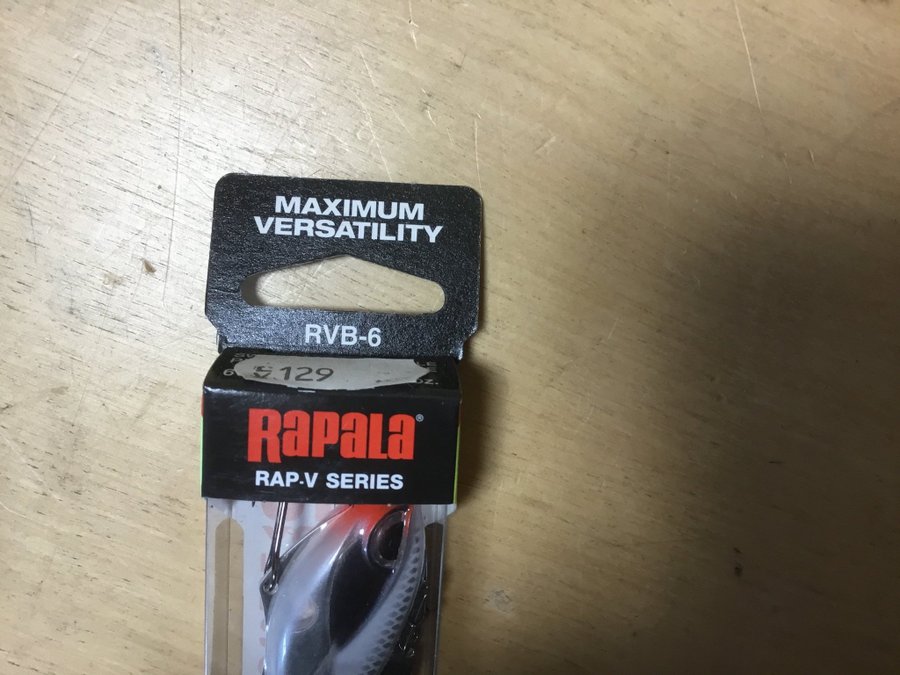 MAXIMUM
VERSATILITY
RVB-6
129
RAPALA®
RAP-V SERIES